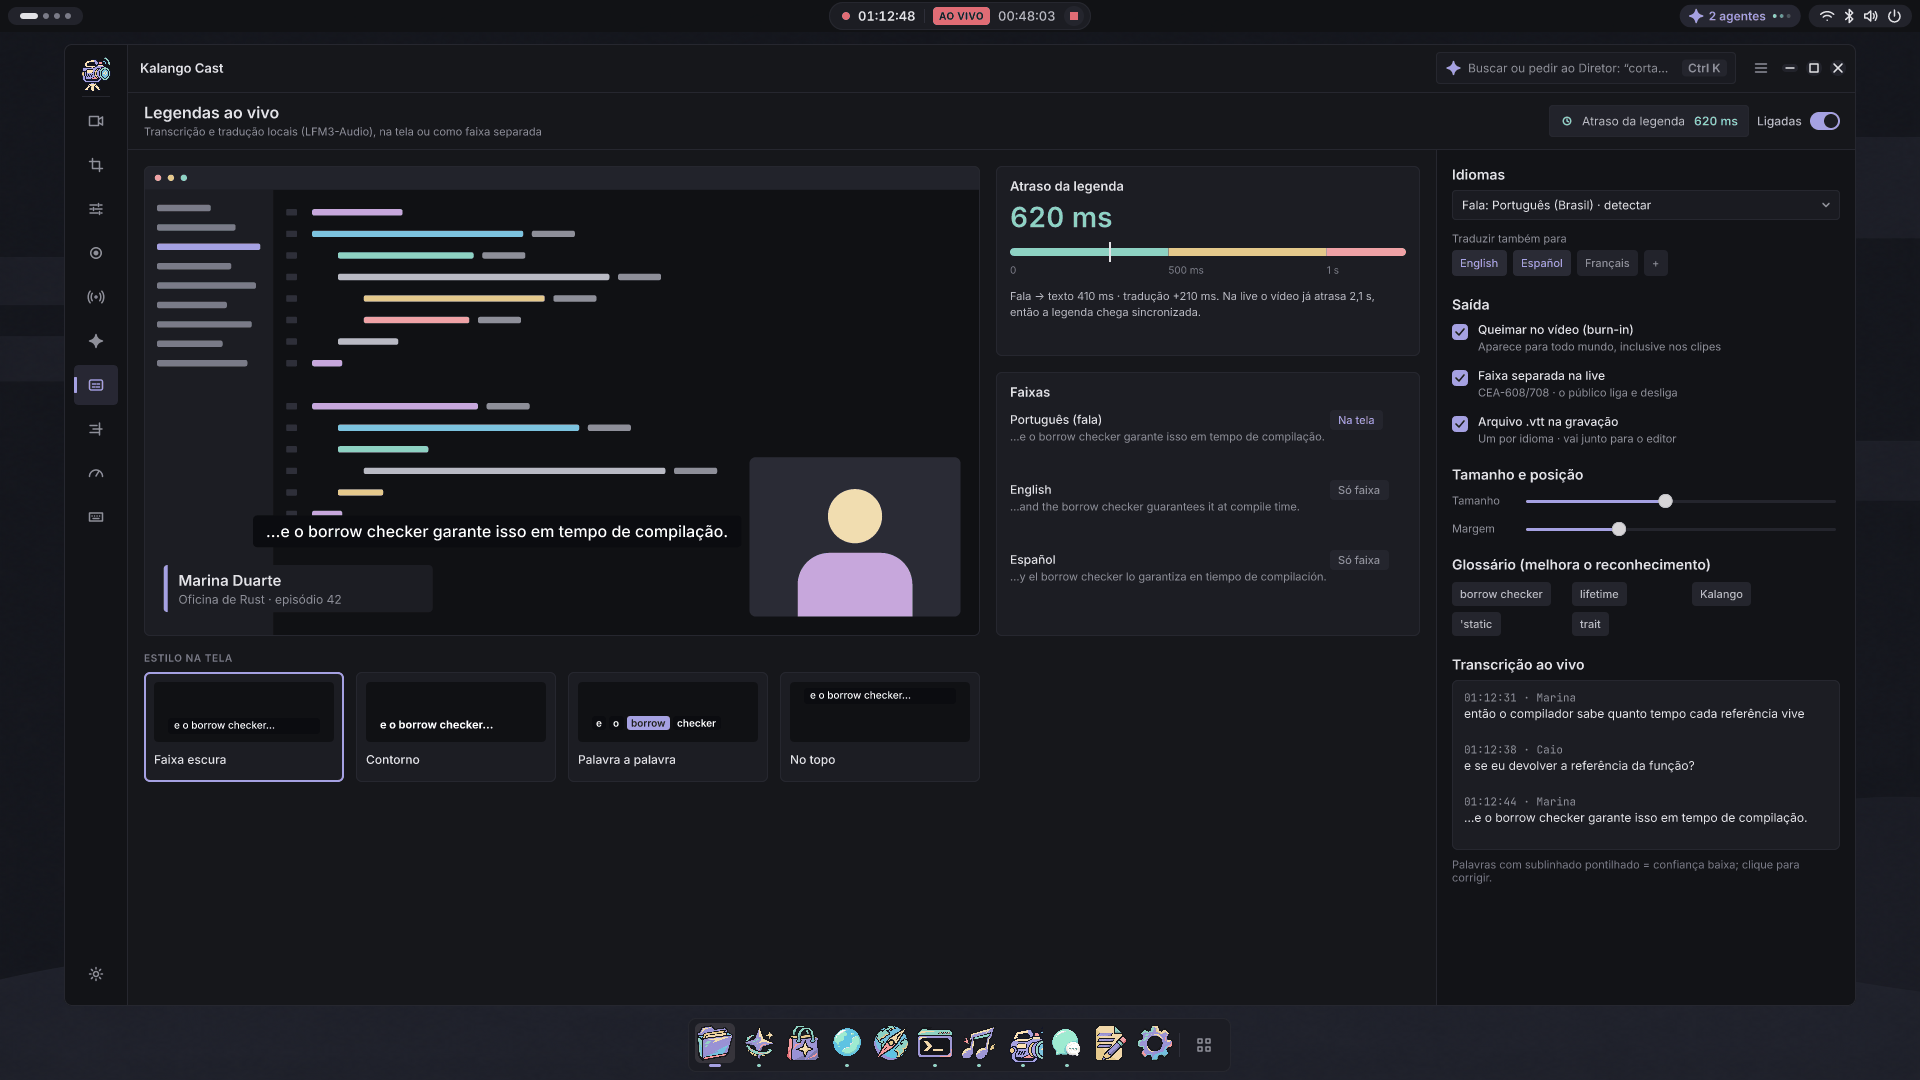 01:12:48 AO VIVO 00:48:03
2 agentes
Kalango Cast
Buscar ou pedir ao Diretor: “corta... Ctrl K
Legendas ao vivo
Transcrição e tradução locais (LFM3-Audio), na tela ou como faixa separada
Atraso da legenda 620 ms
Ligadas
...e o borrow checker garante isso em tempo de compilação.
Marina Duarte
Oficina de Rust · episódio 42
Atraso da legenda
620 ms
0 500 ms 1 s
Fala → texto 410 ms · tradução +210 ms. Na live o vídeo já atrasa 2,1 s,
então a legenda chega sincronizada.
Faixas
Português (fala) Na tela
...e o borrow checker garante isso em tempo de compilação.
English Só faixa
...and the borrow checker guarantees it at compile time.
Español Só faixa
...y el borrow checker lo garantiza en tiempo de compilación.
ESTILO NA TELA
e o borrow checker...
Faixa escura
e o borrow checker...
Contorno
e o borrow checker
Palavra a palavra
e o borrow checker...
No topo
Idiomas
Fala: Português (Brasil) · detectar
Traduzir também para
English Español Français +
Saída
Queimar no vídeo (burn-in)
Aparece para todo mundo, inclusive nos clipes
Faixa separada na live
CEA-608/708 · o público liga e desliga
Arquivo .vtt na gravação
Um por idioma · vai junto para o editor
Tamanho e posição
Tamanho
Margem
Glossário (melhora o reconhecimento)
borrow checker lifetime Kalango
'static trait
Transcrição ao vivo
01:12:31 · Marina
então o compilador sabe quanto tempo cada referência vive
01:12:38 · Caio
e se eu devolver a referência da função?
01:12:44 · Marina
...e o borrow checker garante isso em tempo de compilação.
Palavras com sublinhado pontilhado = confiança baixa; clique para
corrigir.